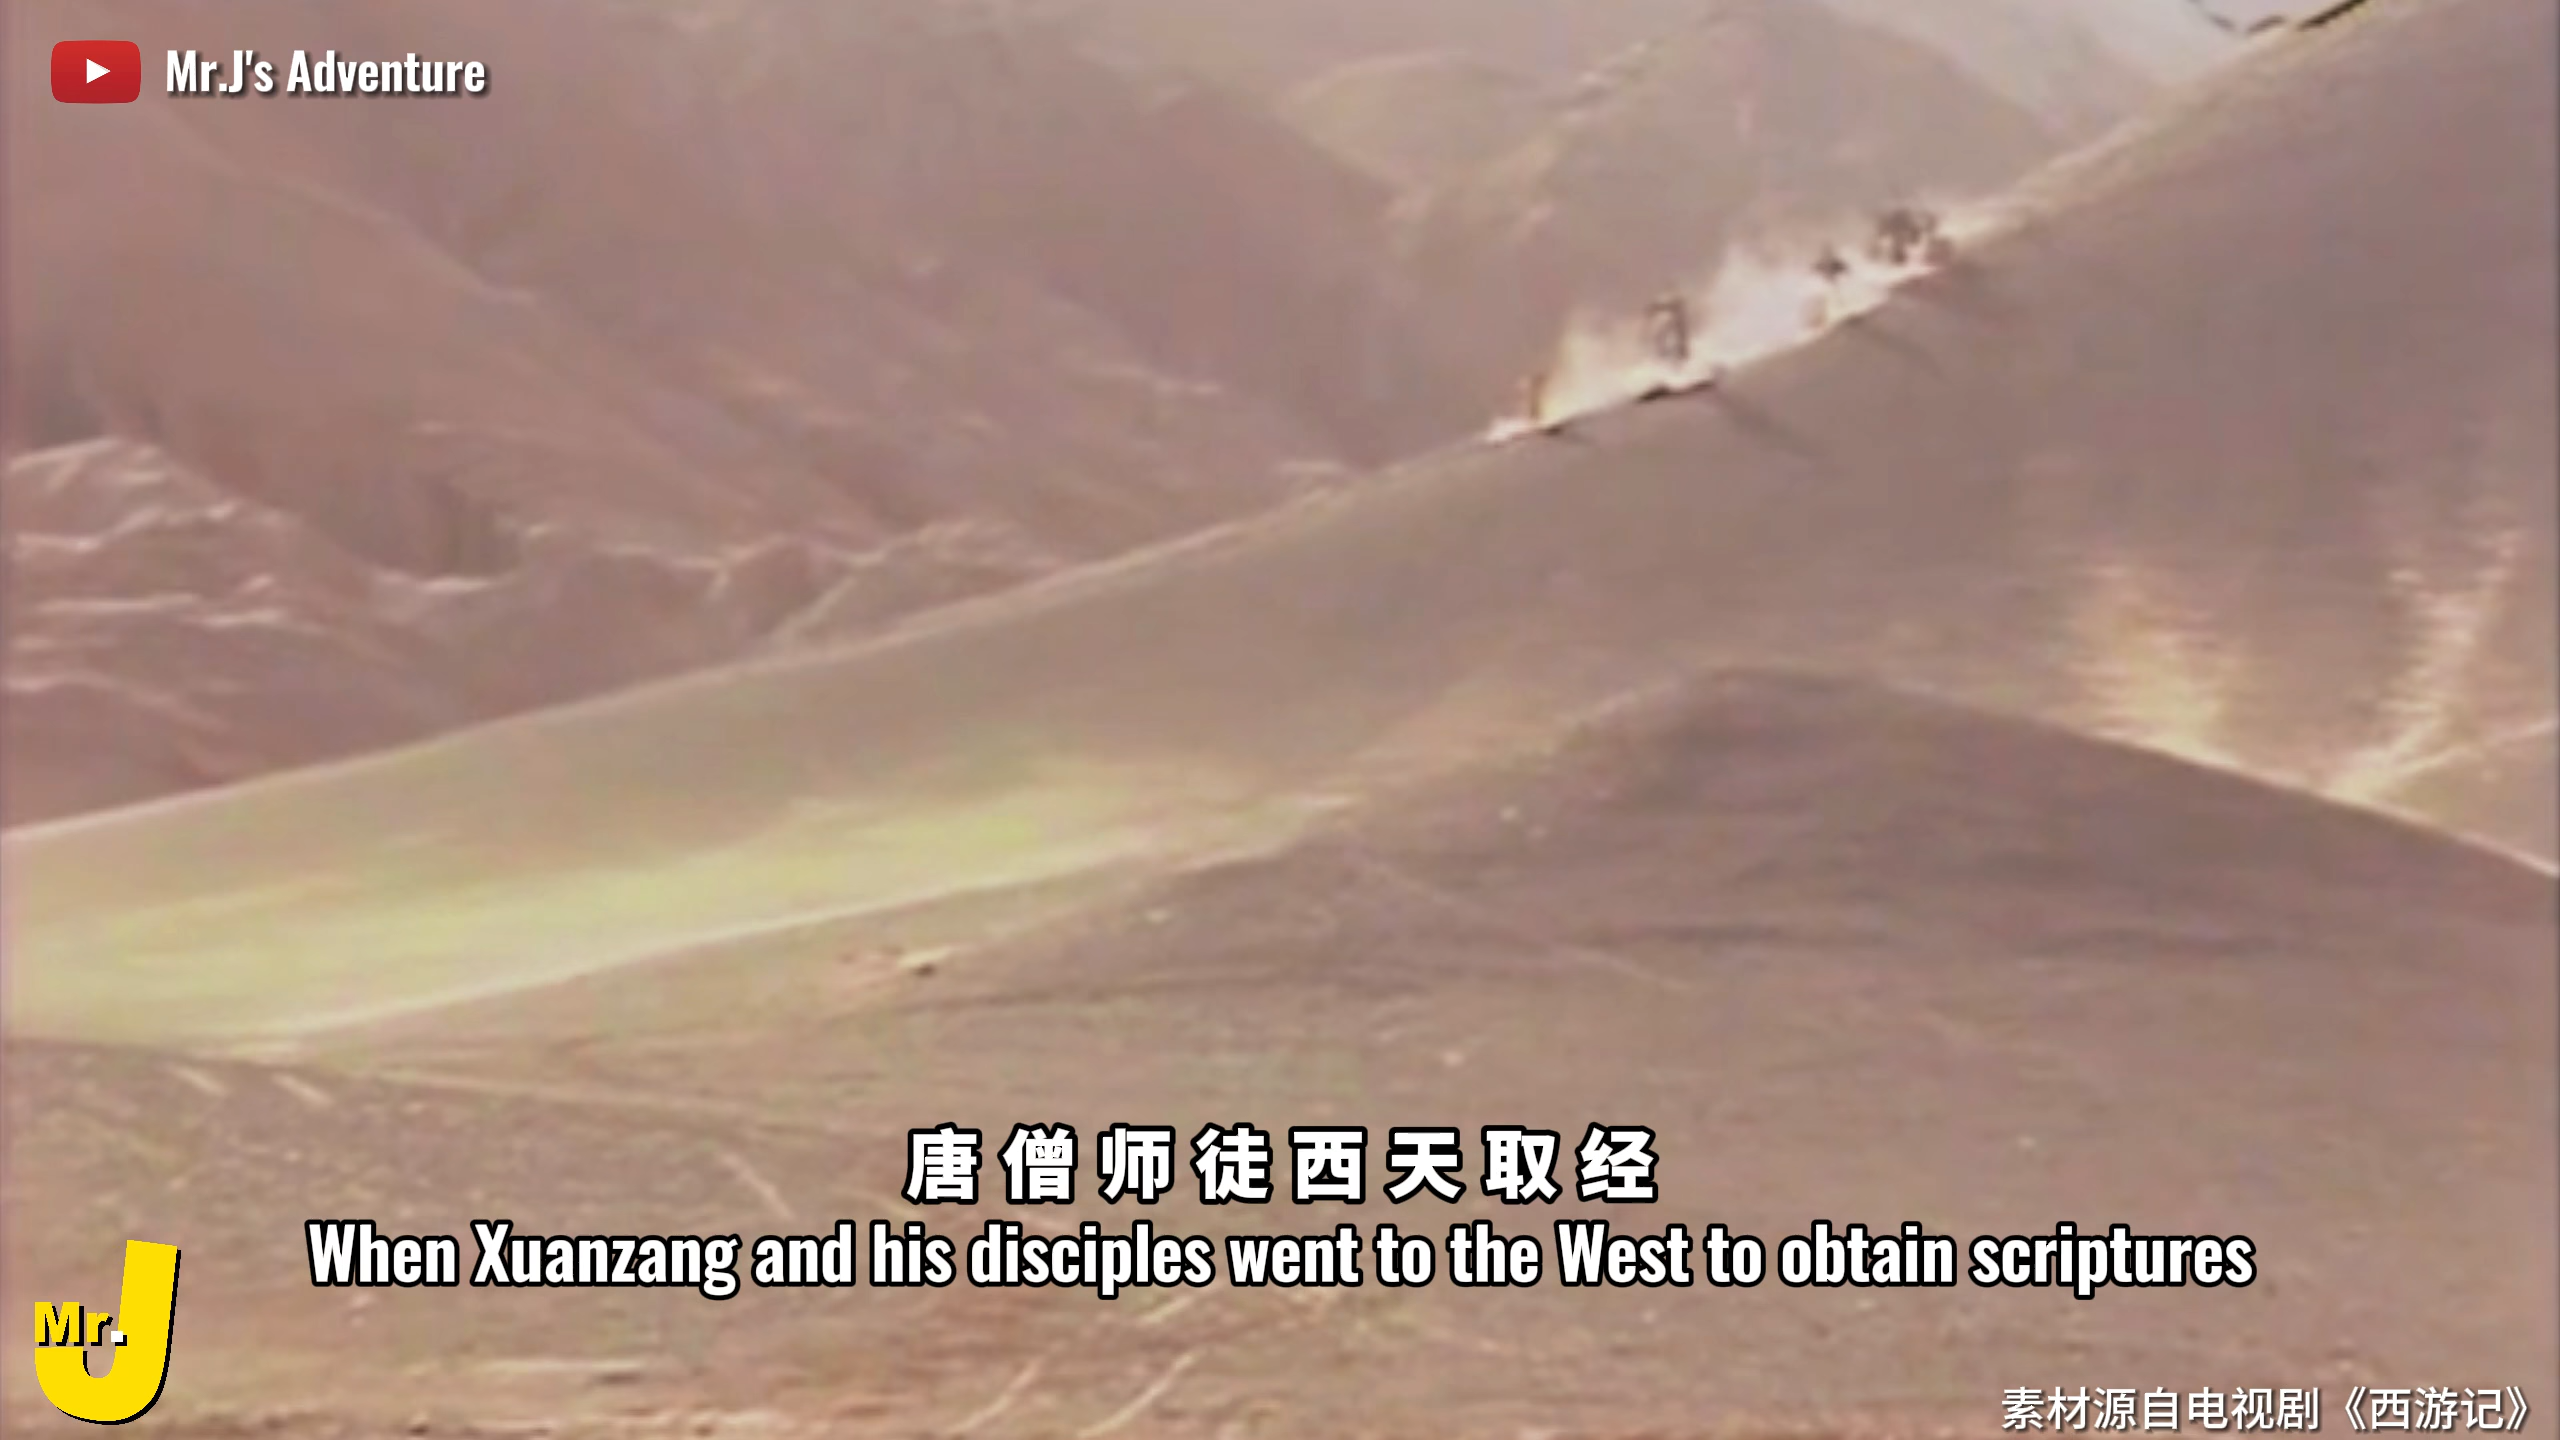 Mr.J's Adventure
唐僧师徒西天取经
When Xuanzang and his disciples went to the West to obtain scriptures
Mr.J
素材源自电视剧《西游记》